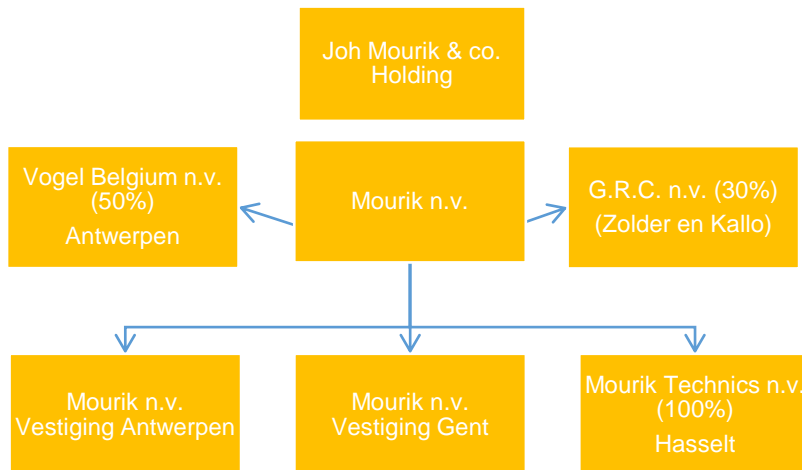 Joh Mourik & co.
Holding
Vogel Belgium n.v.
(50%)
Antwerpen
Mourik n.v.
G.R.C. n.v. (30%)
(Zolder en Kallo)
Mourik n.v.
Vestiging Antwerpen
Mourik n.v.
Vestiging Gent
Mourik Technics n.v.
(100%)
Hasselt